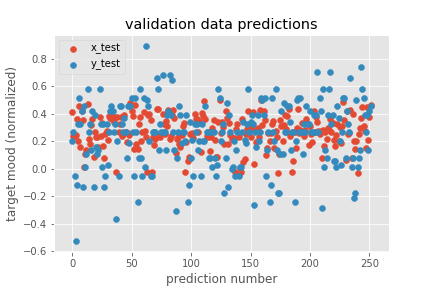 validation data predictions
x_test
y_test
target mood (normalized)
0.8
0.6
0.4
0.2
0.0
−0.2
−0.4
−0.6
0
50
100
150
200
250
prediction number